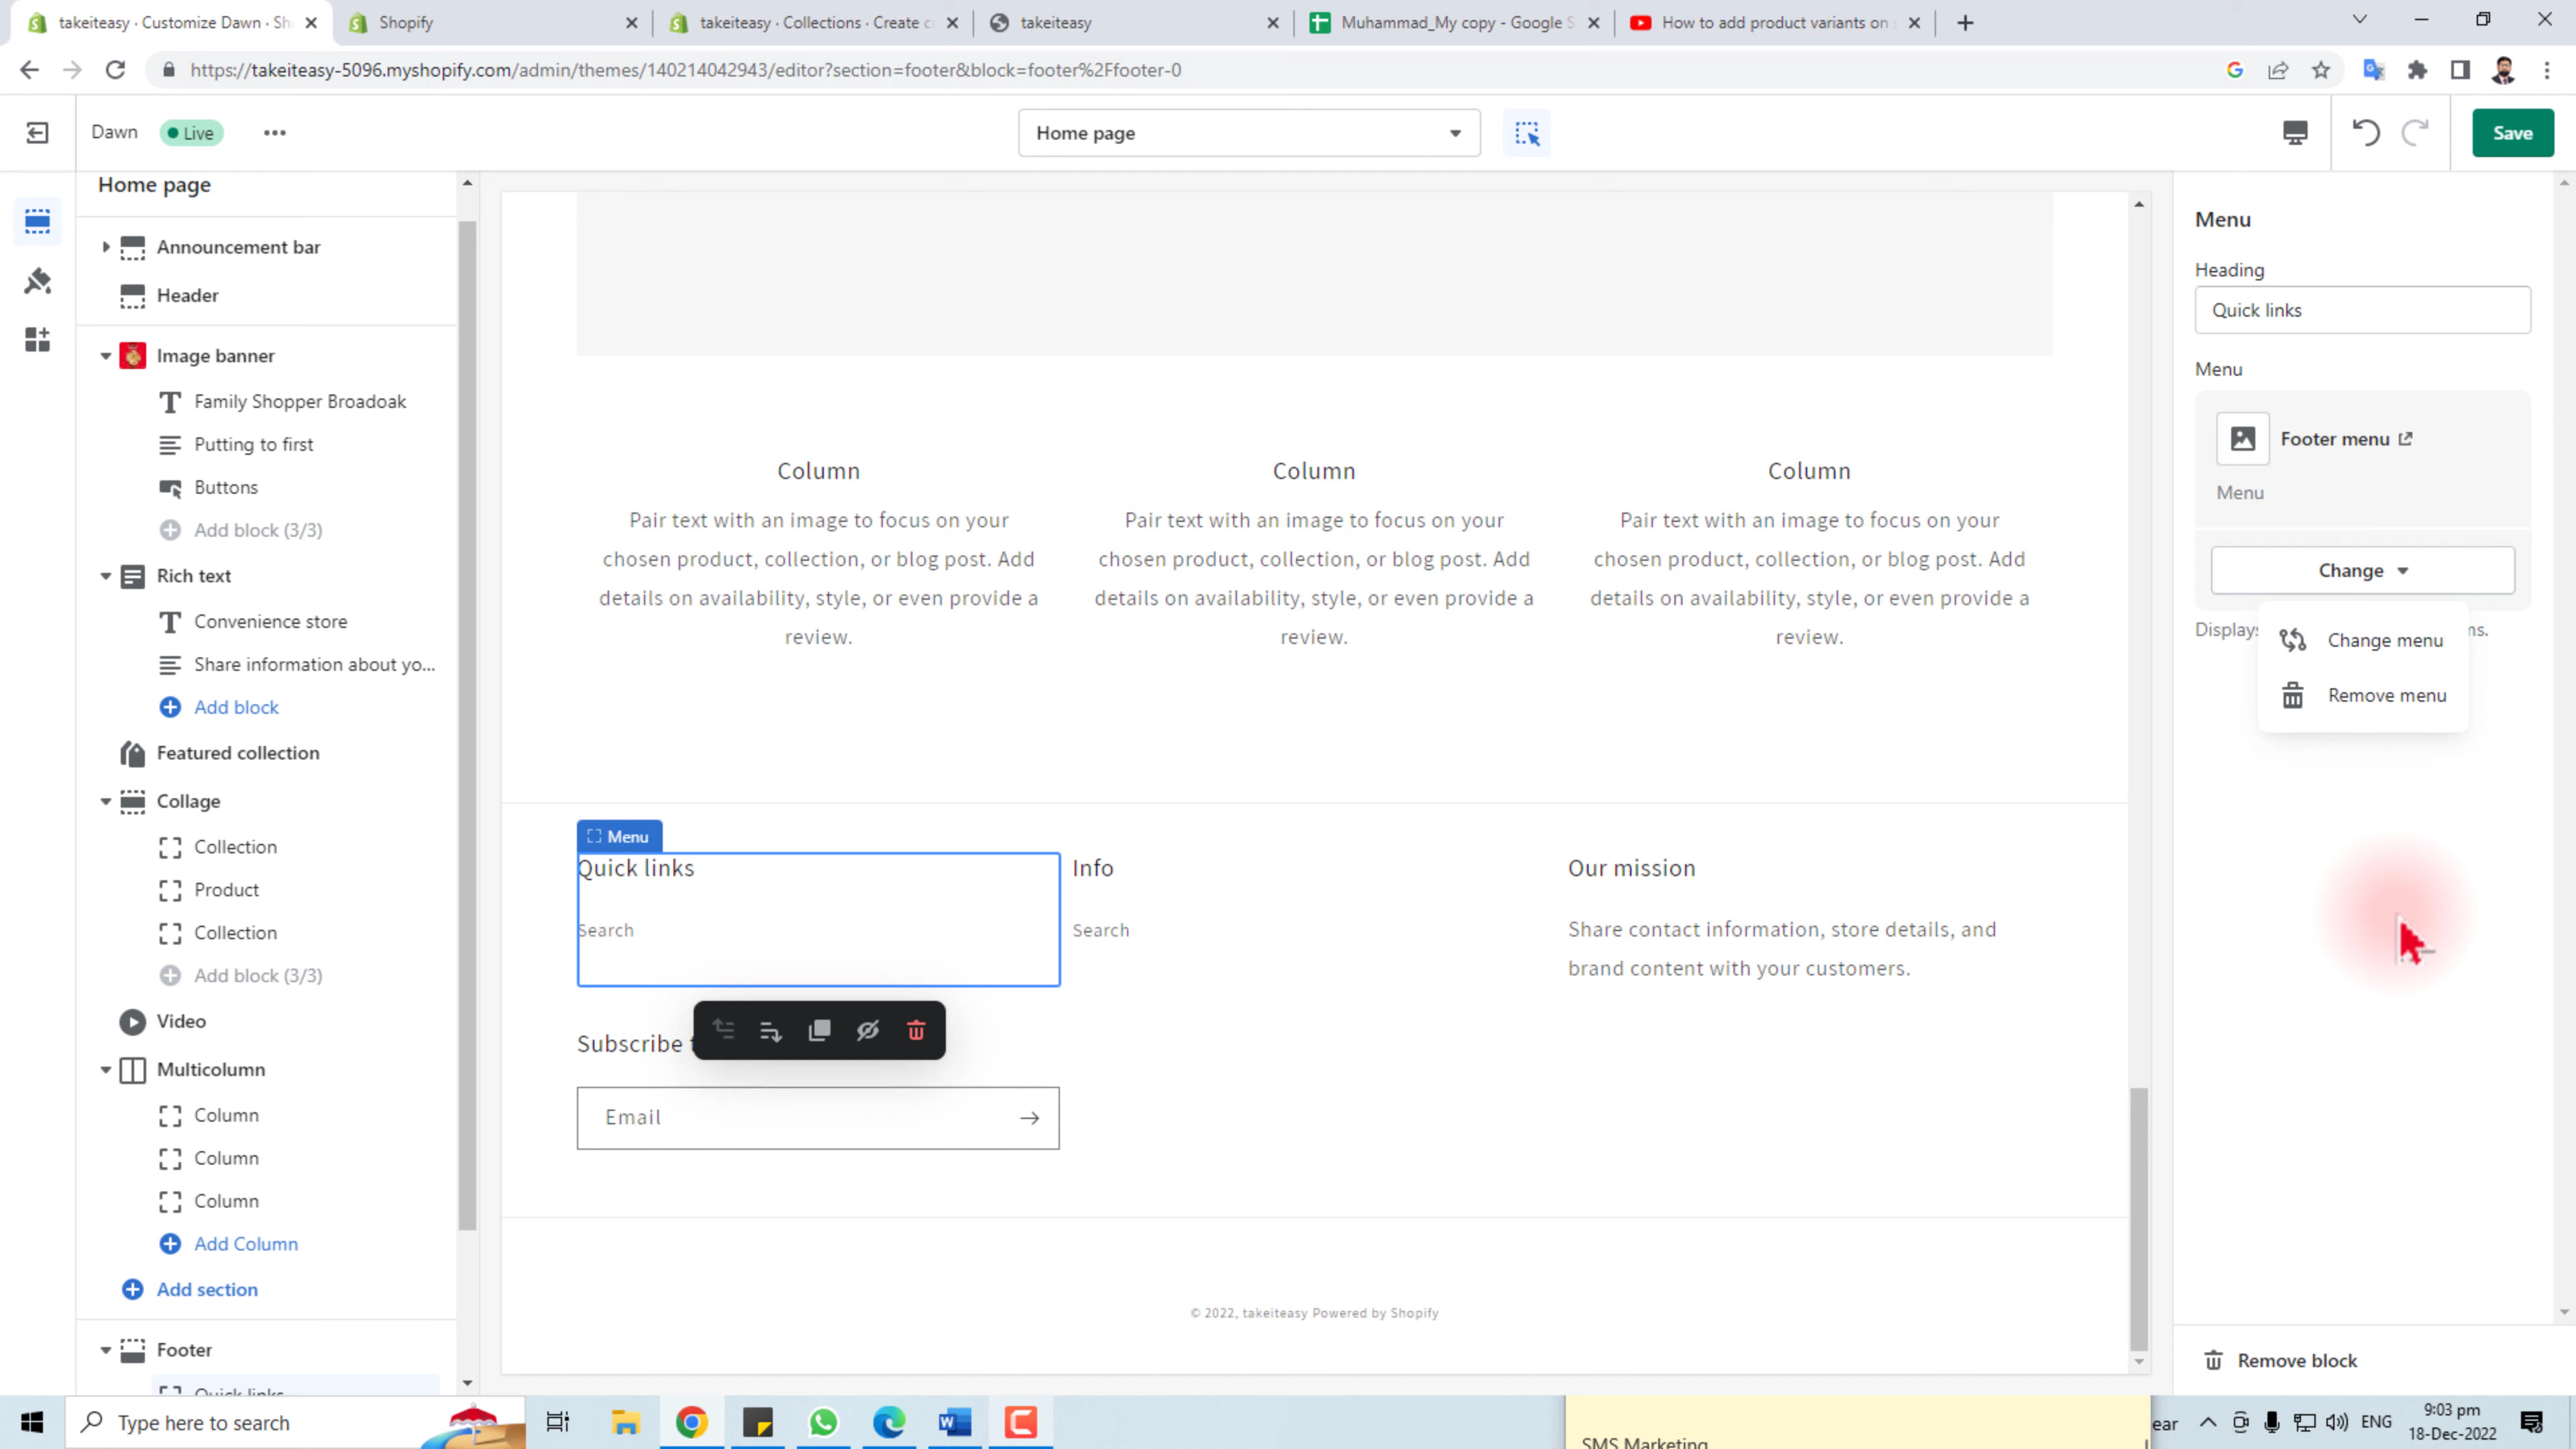 takeiteasy · Customize Dawn · Sh
Shopify
takeiteasy · Collections · Create c
takeiteasy
Muhammad_My copy - Google S
How to add product variants on s
https://takeiteasy-5096.myshopify.com/admin/themes/140214042943/editor?section=footer&block=footer%2Ffooter-0
Dawn
Live
Home page
Save
Home page
Announcement bar
Header
Image banner
Family Shopper Broadoak
Putting to first
Buttons
Add block (3/3)
Rich text
Convenience store
Share information about yo...
Add block
Featured collection
Collage
Collection
Product
Collection
Add block (3/3)
Video
Multicolumn
Column
Column
Column
Add Column
Add section
Footer
Quick links
Column
Pair text with an image to focus on your
chosen product, collection, or blog post. Add
details on availability, style, or even provide a
review.
Column
Pair text with an image to focus on your
chosen product, collection, or blog post. Add
details on availability, style, or even provide a
review.
Column
Pair text with an image to focus on your
chosen product, collection, or blog post. Add
details on availability, style, or even provide a
review.
Menu
Quick links
Search
Info
Search
Our mission
Share contact information, store details, and
brand content with your customers.
Subscribe
Email
© 2022, takeiteasy Powered by Shopify
Menu
Heading
Quick links
Menu
Footer menu
Menu
Change
Displays
ms.
Change menu
Remove menu
Remove block
Type here to search
SMS Marketing
ear
ENG
9:03 pm
18-Dec-2022